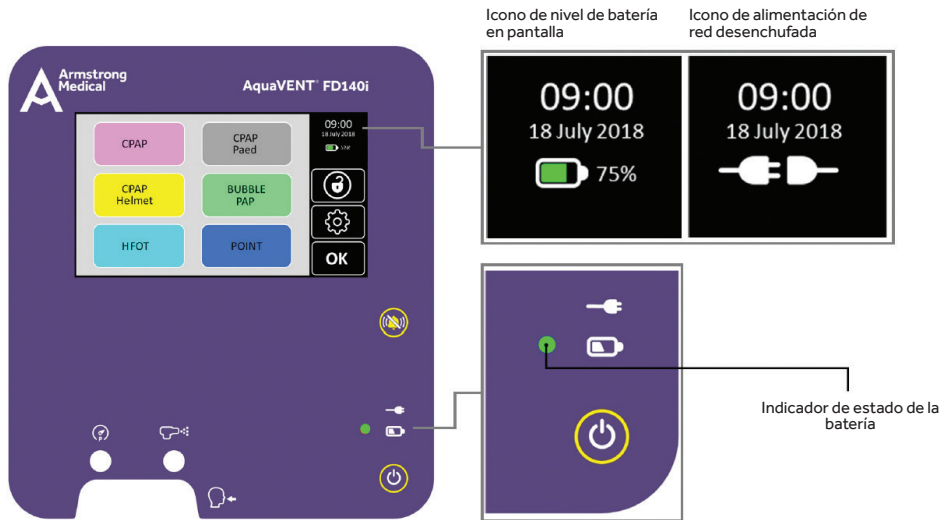 Icono de nivel de batería
en pantalla
Icono de alimentación de
red desenchufada
Armstrong
Medical
AquaVENT® FD140i
CPAP
CPAP
Paed
CPAP
Helmet
BUBBLE
PAP
HFOT
POINT
09:00
18 July 2018
OK
09:00
18 July 2018
75%
09:00
18 July 2018
P
Indicador de estado de la
batería